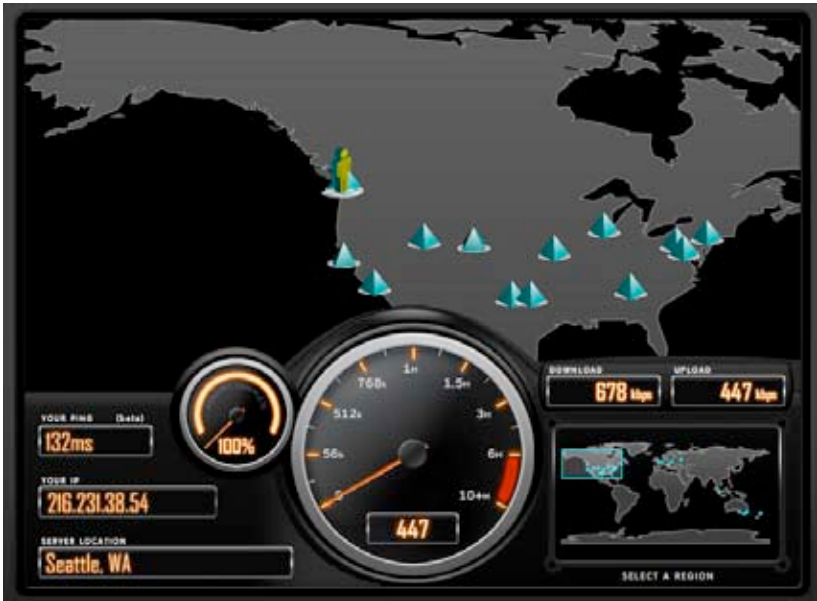 DOWNLOAD
678 kbps
UPLOAD
447 kbps
YOUR PING (beta)
132ms
YOUR IP
216.231.38.54
SERVER LOCATION
Seattle, WA
100%
0
56k
512k
768k
1M
1.5M
3M
6M
10+M
447
SELECT A REGION